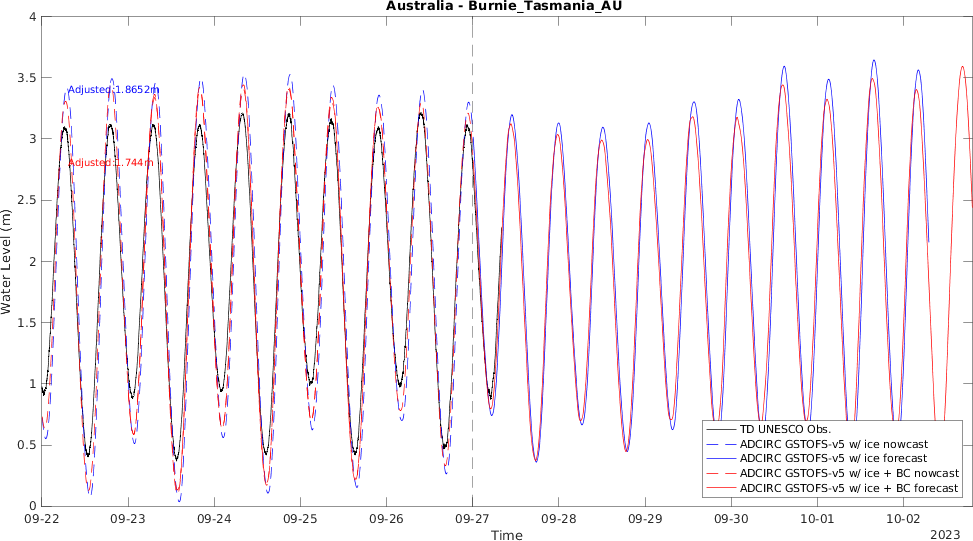 Australia - Burnie_Tasmania_AU
4
3.5
3
2.5
2
1.5
1
0.5
0
Water Level (m)
Adjusted:1.8652m
Adjusted:1.744m
TD UNESCO Obs.
ADCIRC GSTOFS-v5 w/ ice nowcast
ADCIRC GSTOFS-v5 w/ ice forecast
ADCIRC GSTOFS-v5 w/ ice + BC nowcast
ADCIRC GSTOFS-v5 w/ ice + BC forecast
09-22 09-23 09-24 09-25 09-26 09-27 09-28 09-29 09-30 10-01 10-02
Time
2023